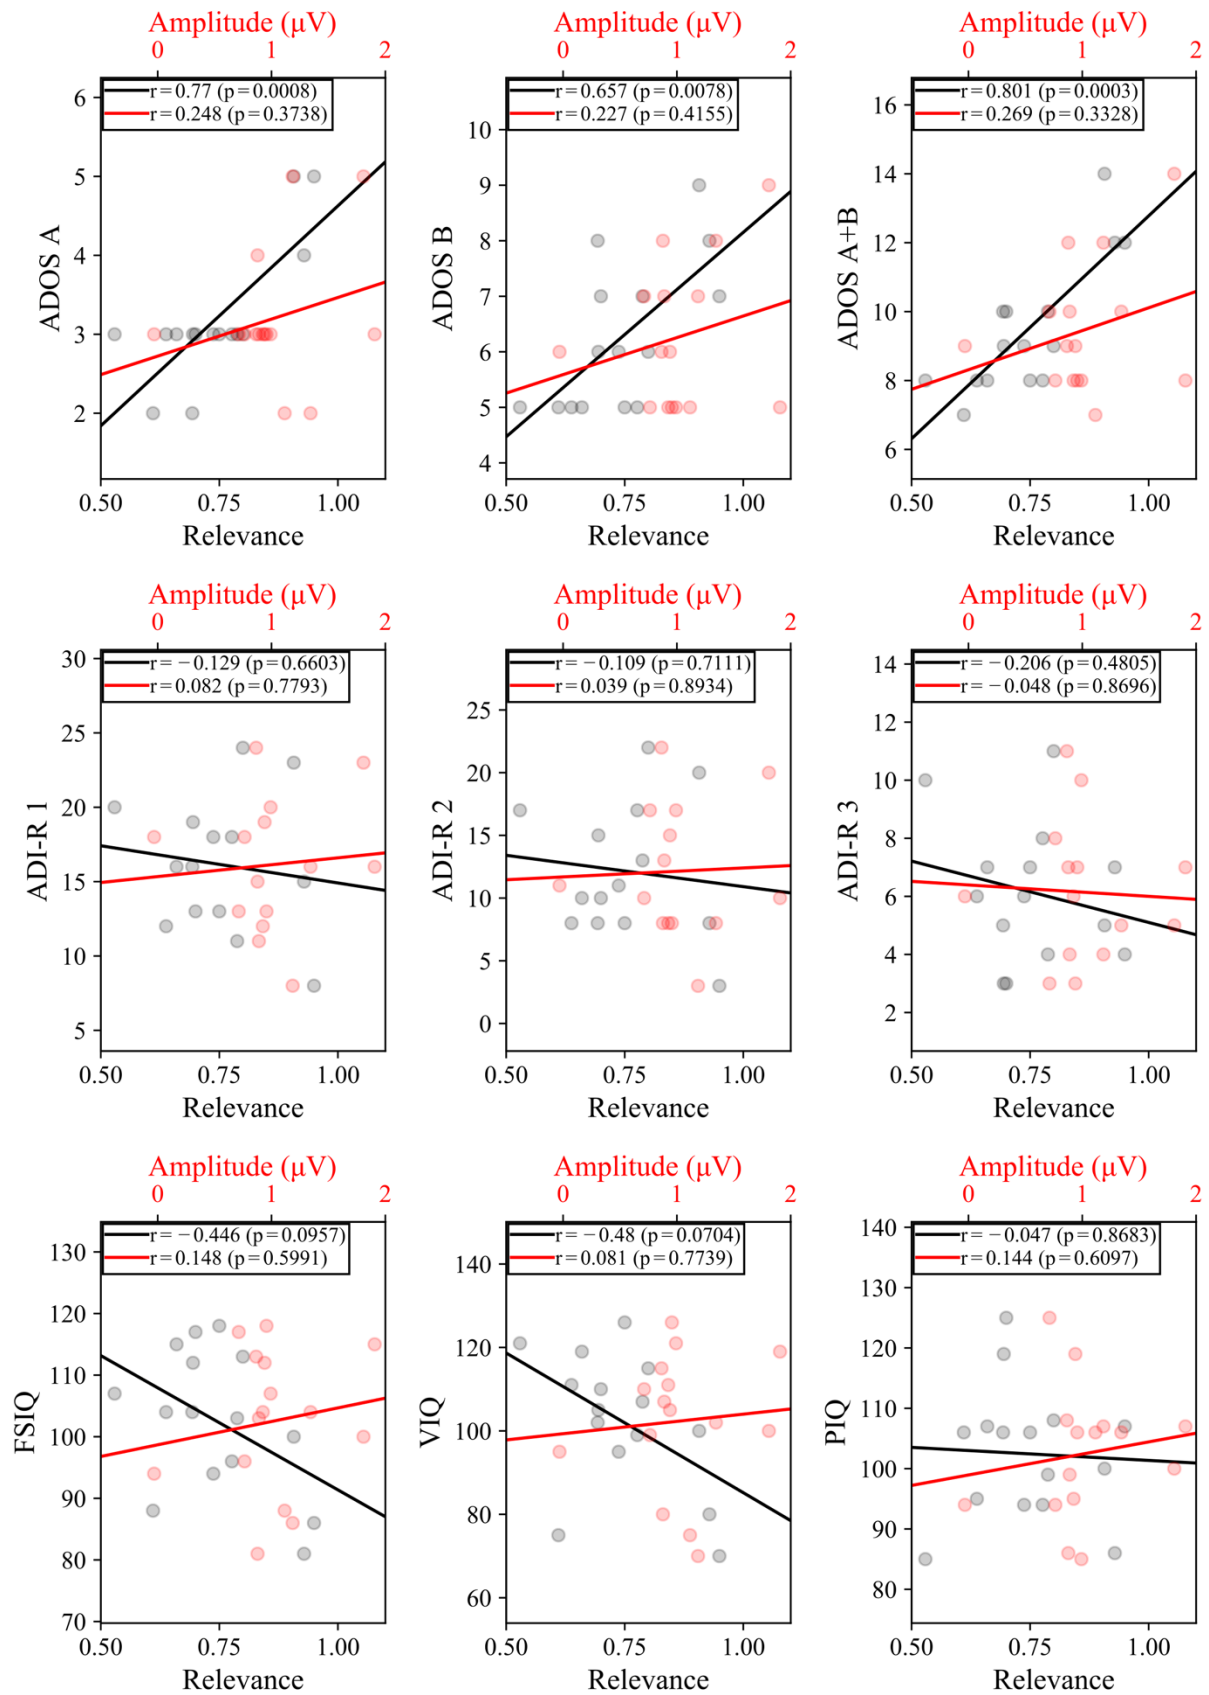 Amplitude (μV) Amplitude (μV) Amplitude (μV)
0 1 2 0 1 2 0 1 2
r = 0.77 (p = 0.0008) r = 0.657 (p = 0.0078) r = 0.801 (p = 0.0003)
r = 0.248 (p = 0.3738) r = 0.227 (p = 0.4155) r = 0.269 (p = 0.3328)
ADOS A
6
5
4
3
2
ADOS B
10
9
8
7
6
5
4
ADOS A+B
16
14
12
10
8
6
0.50 0.75 1.00 0.50 0.75 1.00 0.50 0.75 1.00
Relevance Relevance Relevance
Amplitude (μV) Amplitude (μV) Amplitude (μV)
0 1 2 0 1 2 0 1 2
r = −0.129 (p = 0.6603) r = −0.109 (p = 0.7111) r = −0.206 (p = 0.4805)
r = 0.082 (p = 0.7793) r = 0.039 (p = 0.8934) r = −0.048 (p = 0.8696)
ADI-R 1
30
25
20
15
10
5
ADI-R 2
25
20
15
10
5
0
ADI-R 3
14
12
10
8
6
4
2
0.50 0.75 1.00 0.50 0.75 1.00 0.50 0.75 1.00
Relevance Relevance Relevance
Amplitude (μV) Amplitude (μV) Amplitude (μV)
0 1 2 0 1 2 0 1 2
r = −0.446 (p = 0.0957) r = −0.48 (p = 0.0704) r = −0.047 (p = 0.8683)
r = 0.148 (p = 0.5991) r = 0.081 (p = 0.7739) r = 0.144 (p = 0.6097)
FSIQ
130
120
110
100
90
80
70
VIQ
140
120
100
80
60
PIQ
140
130
120
110
100
90
80
0.50 0.75 1.00 0.50 0.75 1.00 0.50 0.75 1.00
Relevance Relevance Relevance